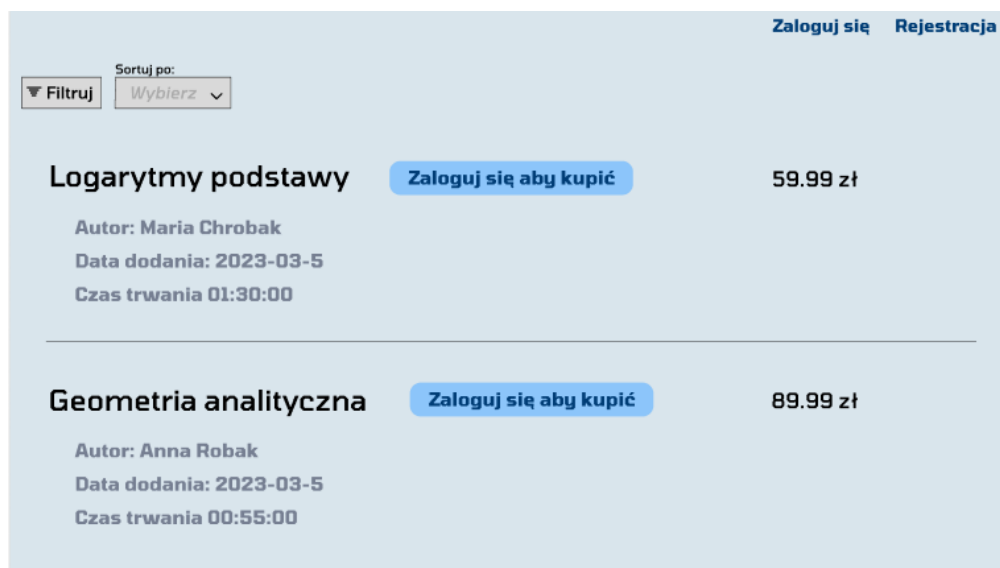 Zaloguj się Rejestracja
Sortuj po:
Filtruj Wybierz
Logarytmy podstawy Zaloguj się aby kupić 59.99 zł
Autor: Maria Chrobak
Data dodania: 2023-03-5
Czas trwania 01:30:00
Geometria analityczna Zaloguj się aby kupić 89.99 zł
Autor: Anna Robak
Data dodania: 2023-03-5
Czas trwania 00:55:00